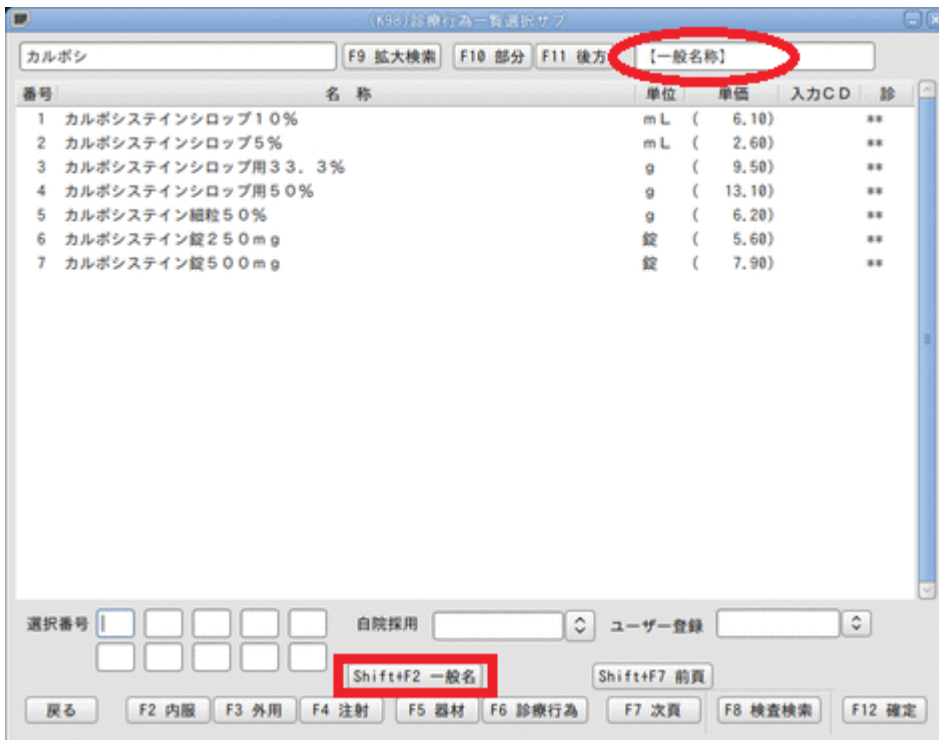 (K98)診療行為一覧選択サブ
カルボシ F9 拡大検索 F10 部分 F11 後方 【一般名称】
番号 名 称 単位 単価 入力CD 診
1 カルボシステインシロップ10% mL ( 6.10) **
2 カルボシステインシロップ5% mL ( 2.60) **
3 カルボシステインシロップ用33.3% g ( 9.50) **
4 カルボシステインシロップ用50% g ( 13.10) **
5 カルボシステイン細粒50% g ( 6.20) **
6 カルボシステイン錠250mg 錠 ( 5.60) **
7 カルボシステイン錠500mg 錠 ( 7.90) **
選択番号 自院採用 ユーザー登録
Shift+F2 一般名 Shift+F7 前頁
戻る F2 内服 F3 外用 F4 注射 F5 器材 F6 診療行為 F7 次頁 F8 検査検索 F12 確定